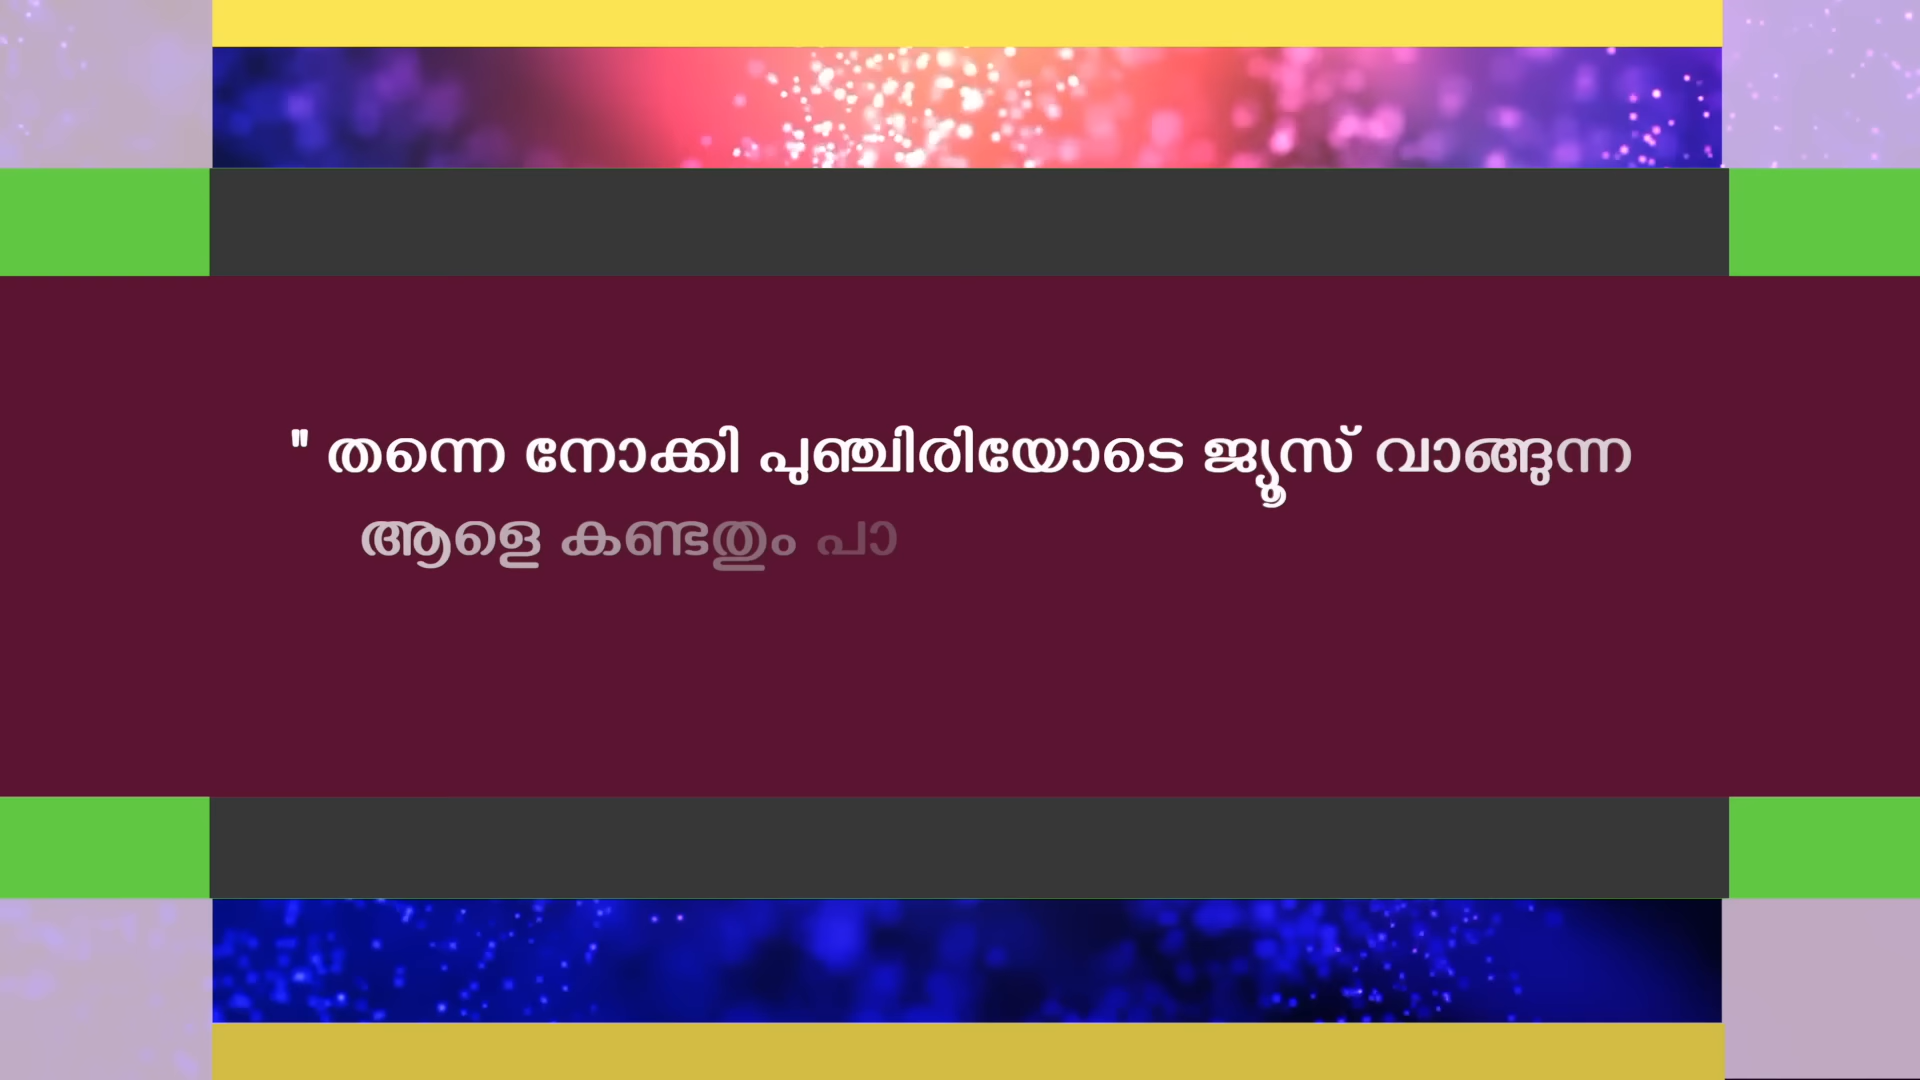 " തന്നെ നോക്കി പുഞ്ചിരിയോടെ ജ്യൂസ് വാങ്ങുന്ന
ആളെ കണ്ടതും പാ